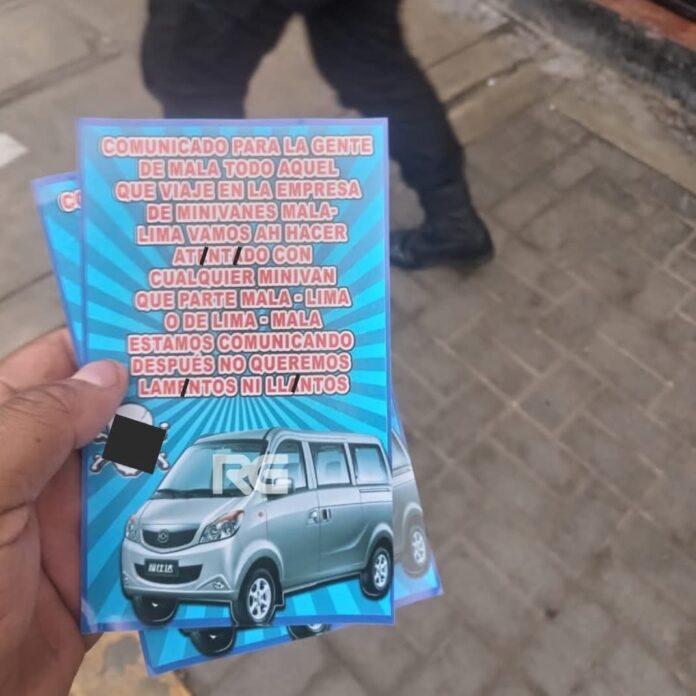 COMUNICADO PARA LA GENTE
DE MALA TODO AQUEL
QUE VIAJE EN LA EMPRESA
DE MINIVANES MALA-
LIMA VAMOS AH HACER
ATENTADO CON
CUALQUIER MINIVAN
QUE PARTE MALA - LIMA
O DE LIMA - MALA
ESTAMOS COMUNICANDO
DESPUÉS NO QUEREMOS
LAMENTOS NI LLANTOS
RG